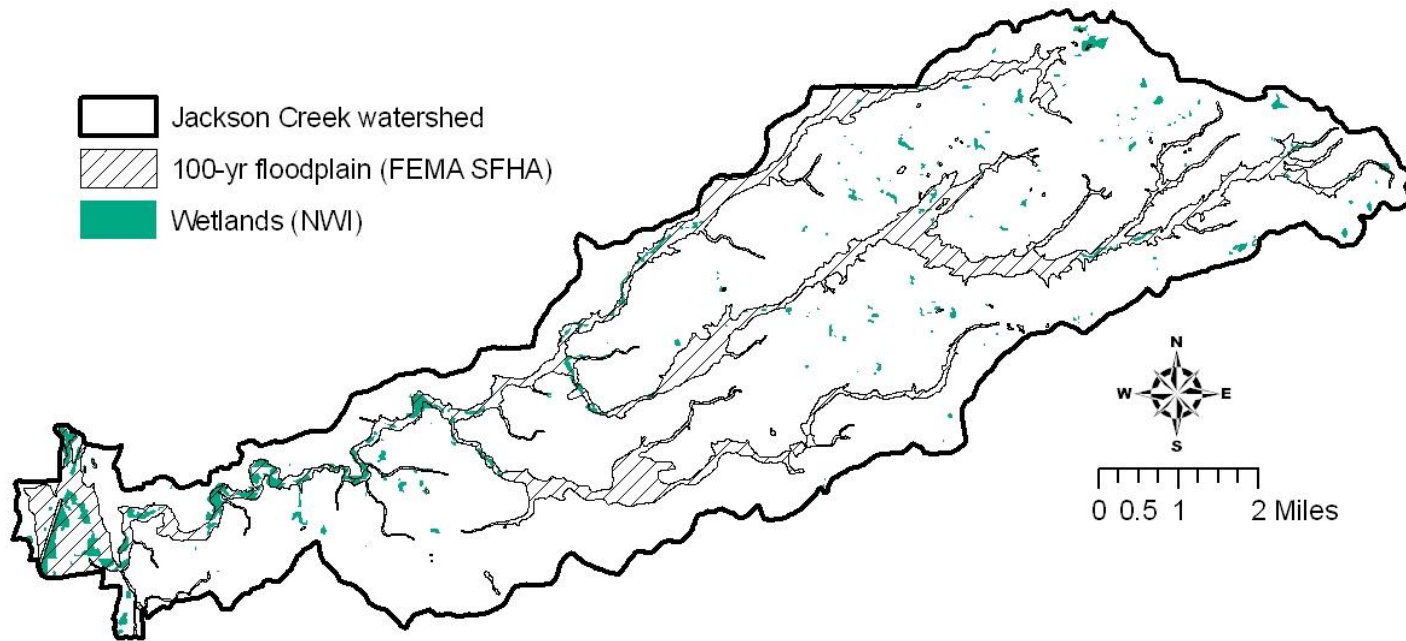 Jackson Creek watershed
100-yr floodplain (FEMA SFHA)
Wetlands (NWI)
N
W E
S
0 0.5 1 2 Miles